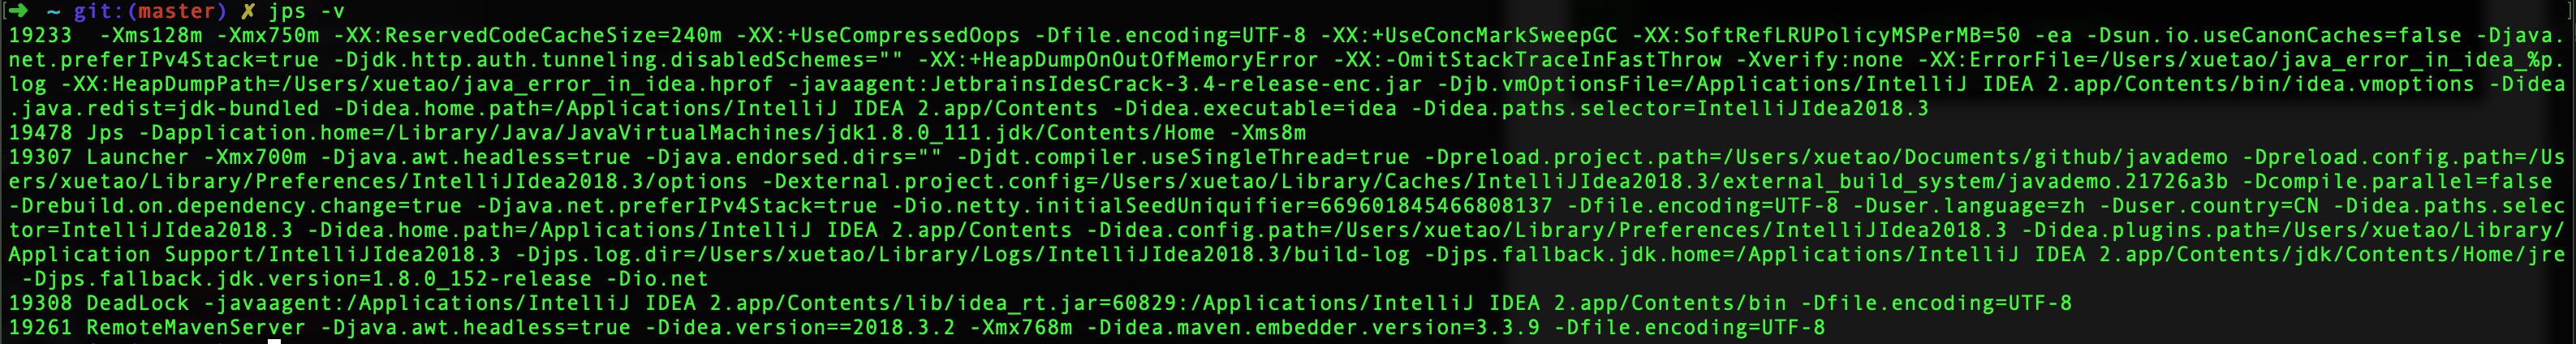 [➜ ~ git:(master) ✗ jps -v ]
19233  -Xms128m -Xmx750m -XX:ReservedCodeCacheSize=240m -XX:+UseCompressedOops -Dfile.encoding=UTF-8 -XX:+UseConcMarkSweepGC -XX:SoftRefLRUPolicyMSPerMB=50 -ea -Dsun.io.useCanonCaches=false -Djava.
net.preferIPv4Stack=true -Djdk.http.auth.tunneling.disabledSchemes="" -XX:+HeapDumpOnOutOfMemoryError -XX:-OmitStackTraceInFastThrow -Xverify:none -XX:ErrorFile=/Users/xuetao/java_error_in_idea_%p.
log -XX:HeapDumpPath=/Users/xuetao/java_error_in_idea.hprof -javaagent:JetbrainsIdesCrack-3.4-release-enc.jar -Djb.vmOptionsFile=/Applications/IntelliJ IDEA 2.app/Contents/bin/idea.vmoptions -Didea
.java.redist=jdk-bundled -Didea.home.path=/Applications/IntelliJ IDEA 2.app/Contents -Didea.executable=idea -Didea.paths.selector=IntelliJIdea2018.3
19478 Jps -Dapplication.home=/Library/Java/JavaVirtualMachines/jdk1.8.0_111.jdk/Contents/Home -Xms8m
19307 Launcher -Xmx700m -Djava.awt.headless=true -Djava.endorsed.dirs="" -Djdt.compiler.useSingleThread=true -Dpreload.project.path=/Users/xuetao/Documents/github/javademo -Dpreload.config.path=/Us
ers/xuetao/Library/Preferences/IntelliJIdea2018.3/options -Dexternal.project.config=/Users/xuetao/Library/Caches/IntelliJIdea2018.3/external_build_system/javademo.21726a3b -Dcompile.parallel=false
-Drebuild.on.dependency.change=true -Djava.net.preferIPv4Stack=true -Dio.netty.initialSeedUniquifier=669601845466808137 -Dfile.encoding=UTF-8 -Duser.language=zh -Duser.country=CN -Didea.paths.selec
tor=IntelliJIdea2018.3 -Didea.home.path=/Applications/IntelliJ IDEA 2.app/Contents -Didea.config.path=/Users/xuetao/Library/Preferences/IntelliJIdea2018.3 -Didea.plugins.path=/Users/xuetao/Library/
Application Support/IntelliJIdea2018.3 -Djps.log.dir=/Users/xuetao/Library/Logs/IntelliJIdea2018.3/build-log -Djps.fallback.jdk.home=/Applications/IntelliJ IDEA 2.app/Contents/jdk/Contents/Home/jre
 -Djps.fallback.jdk.version=1.8.0_152-release -Dio.net
19308 DeadLock -javaagent:/Applications/IntelliJ IDEA 2.app/Contents/lib/idea_rt.jar=60829:/Applications/IntelliJ IDEA 2.app/Contents/bin -Dfile.encoding=UTF-8
19261 RemoteMavenServer -Djava.awt.headless=true -Didea.version==2018.3.2 -Xmx768m -Didea.maven.embedder.version=3.3.9 -Dfile.encoding=UTF-8